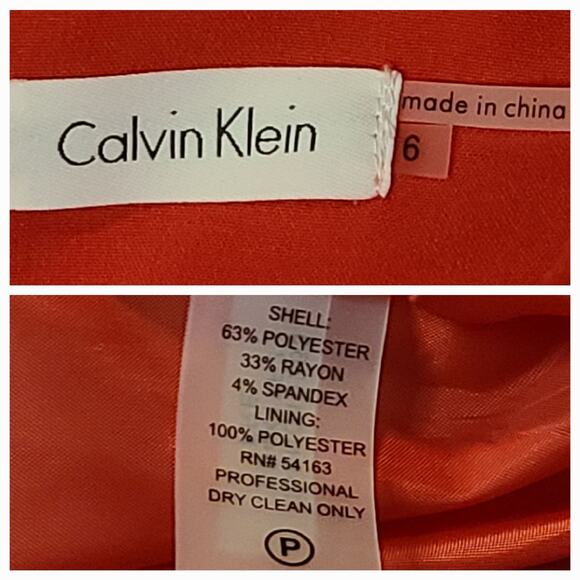 Calvin Klein
made in china
6
SHELL:
63% POLYESTER
33% RAYON
4% SPANDEX
LINING:
100% POLYESTER
RN# 54163
PROFESSIONAL
DRY CLEAN ONLY
P